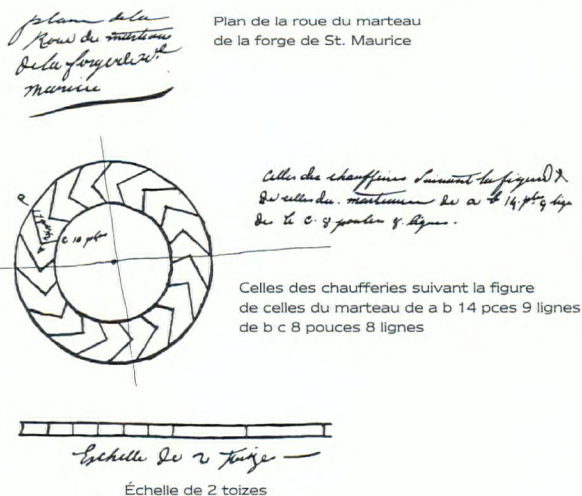 plan de la
Roue du marteau
de la forge de St
maurice
Plan de la roue du marteau
de la forge de St. Maurice
Celles des chaufferies Suivant la figure
de celles du marteau de a b 14 pces 9 lignes
de b c 8 pouces 8 lignes.
P
c 10 pces
Celles des chaufferies suivant la figure
de celles du marteau de a b 14 pces 9 lignes
de b c 8 pouces 8 lignes
Echelle de 2 toizes
Échelle de 2 toizes